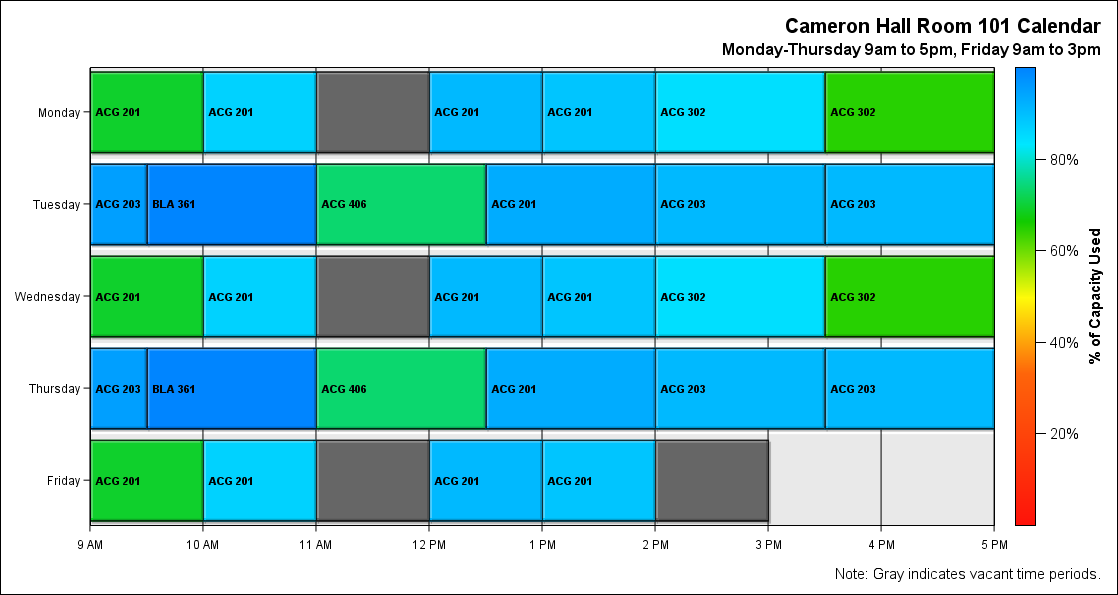 Cameron Hall Room 101 Calendar
Monday-Thursday 9am to 5pm, Friday 9am to 3pm
Monday ACG 201 ACG 201 ACG 201 ACG 201 ACG 302 ACG 302
80%
Tuesday ACG 203 BLA 361 ACG 406 ACG 201 ACG 203 ACG 203
60%
Wednesday ACG 201 ACG 201 ACG 201 ACG 201 ACG 302 ACG 302
% of Capacity Used
40%
Thursday ACG 203 BLA 361 ACG 406 ACG 201 ACG 203 ACG 203
20%
Friday ACG 201 ACG 201 ACG 201 ACG 201
9 AM 10 AM 11 AM 12 PM 1 PM 2 PM 3 PM 4 PM 5 PM
Note: Gray indicates vacant time periods.